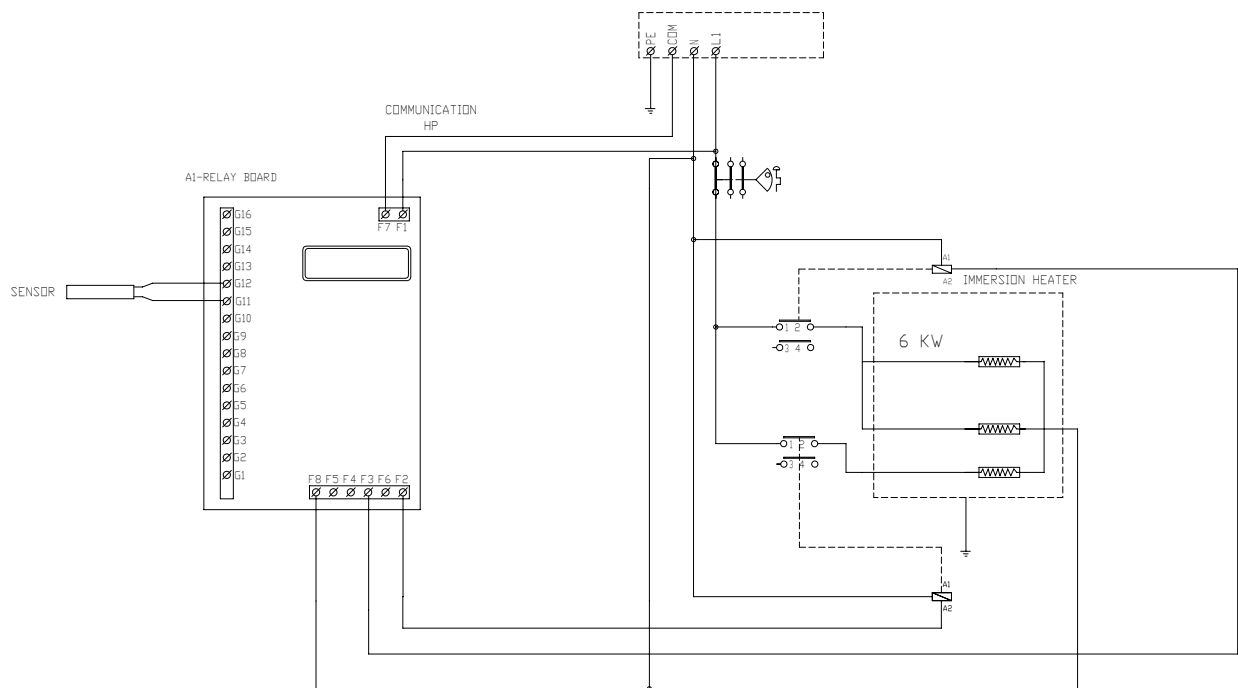 PE
COM
N
L1
COMMUNICATION
HP
A1-RELAY BOARD
F7 F1
G16
G15
G14
G13
G12
G11
G10
G9
G8
G7
G6
G5
G4
G3
G2
G1
SENSOR
F8 F5 F4 F3 F6 F2
A1
A2
IMMERSION HEATER
6 KW
1 2
3 4
1 2
3 4
A1
A2